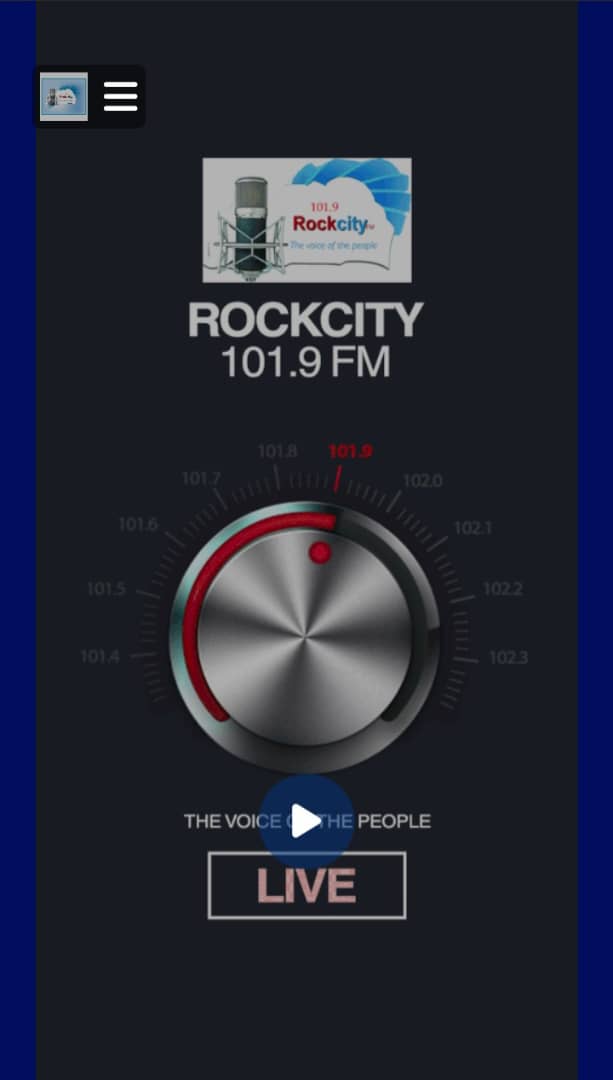 101.9
Rockcity FM
The voice of the people
ROCKCITY
101.9 FM
101.8
101.9
101.7
102.0
101.6
102.1
101.5
102.2
101.4
102.3
THE VOICE THE PEOPLE
LIVE